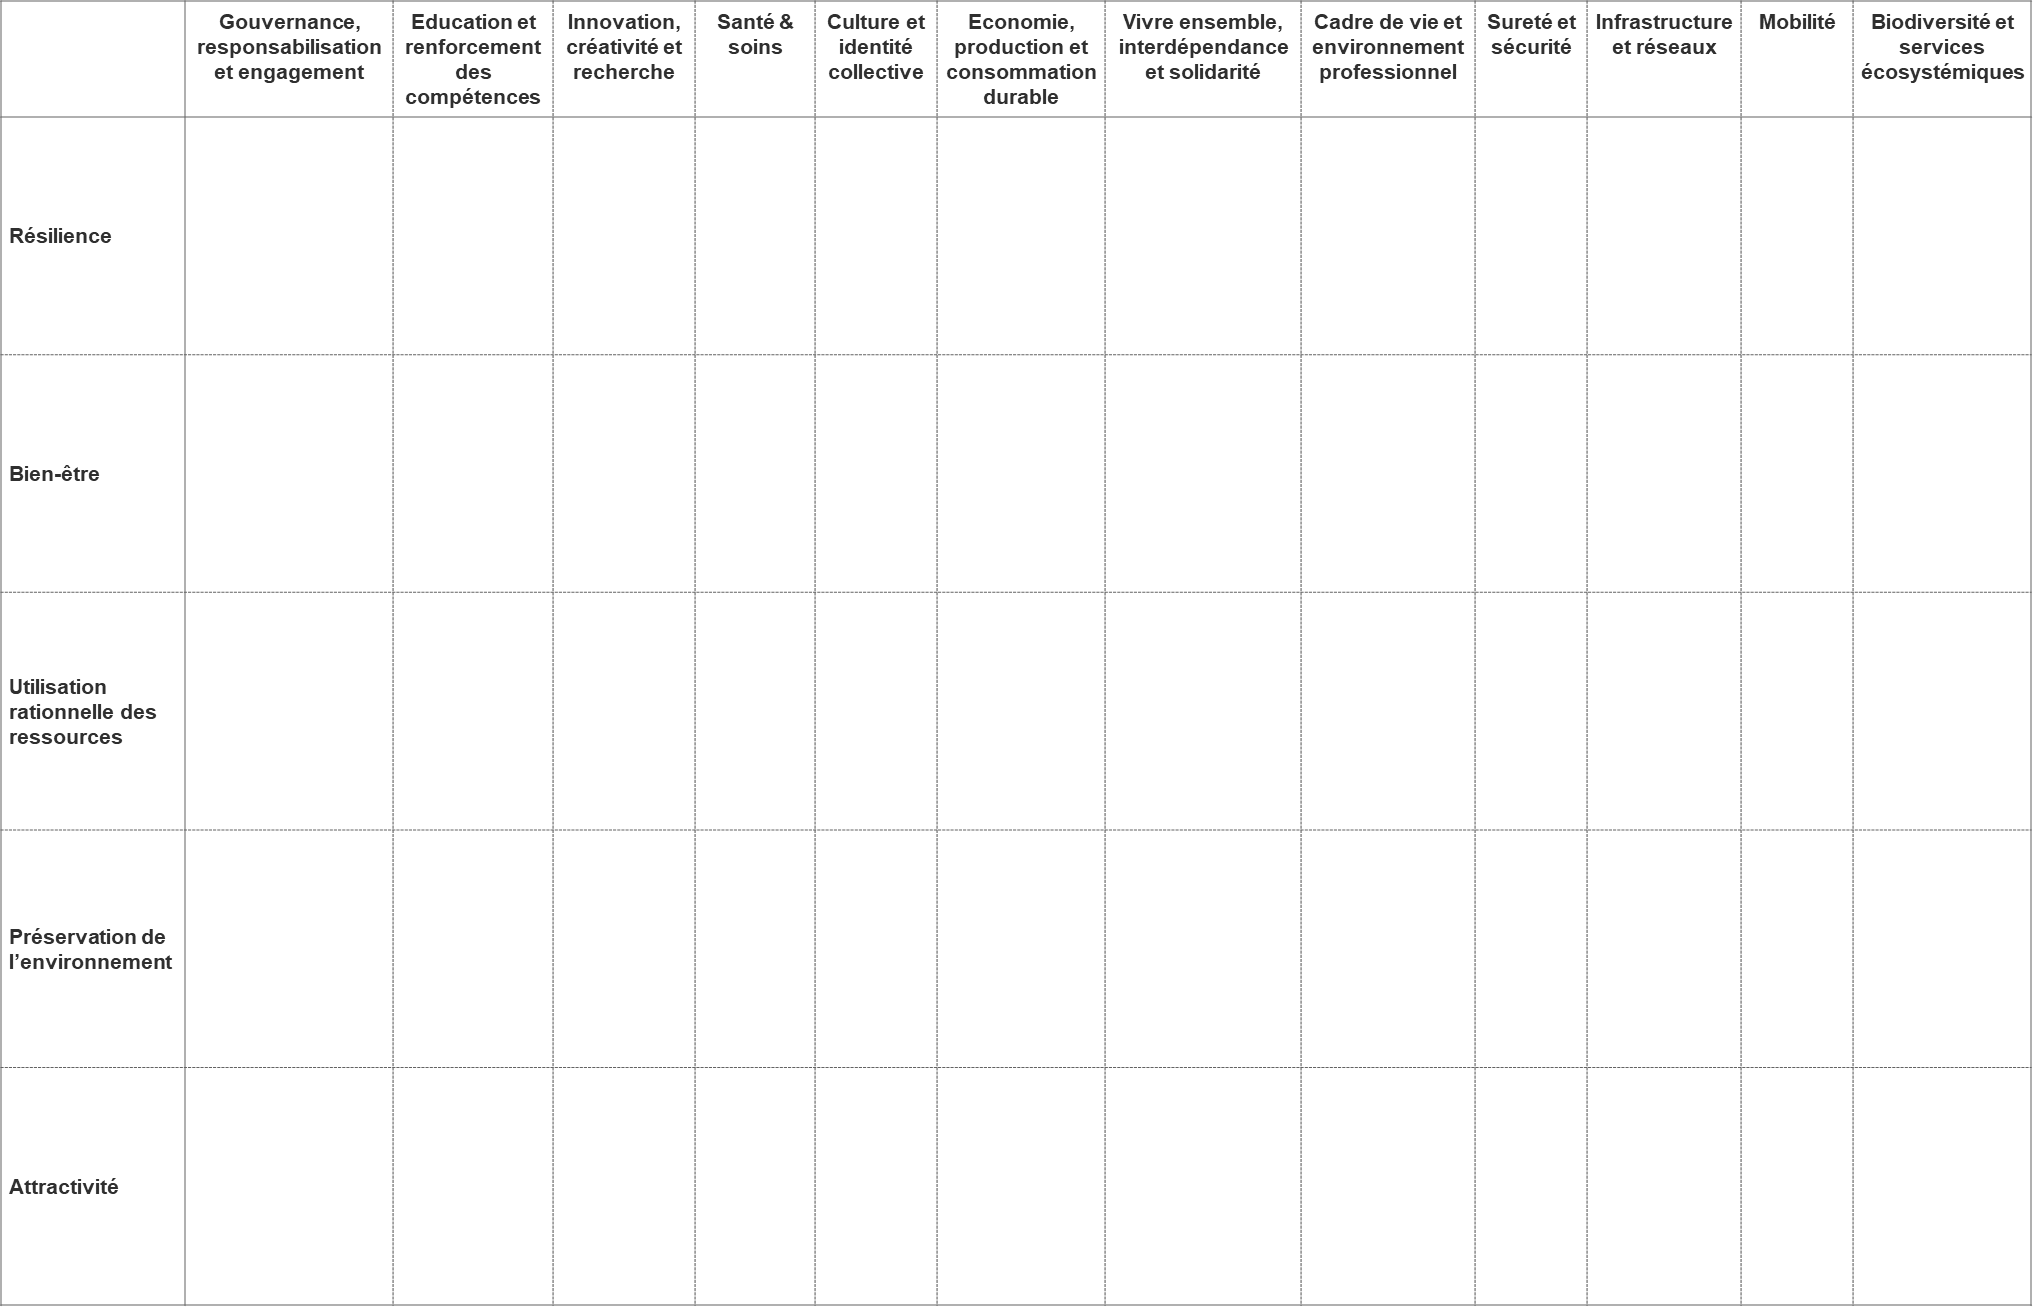 Gouvernance,
responsabilisation
et engagement
Education et
renforcement
des
compétences
Innovation,
créativité et
recherche
Santé &
soins
Culture et
identité
collective
Economie,
production et
consommation
durable
Vivre ensemble,
interdépendance
et solidarité
Cadre de vie et
environnement
professionnel
Sureté et
sécurité
Infrastructure
et réseaux
Mobilité
Biodiversité et
services
écosystémiques
Résilience
Bien-être
Utilisation
rationnelle des
ressources
Préservation de
l’environnement
Attractivité